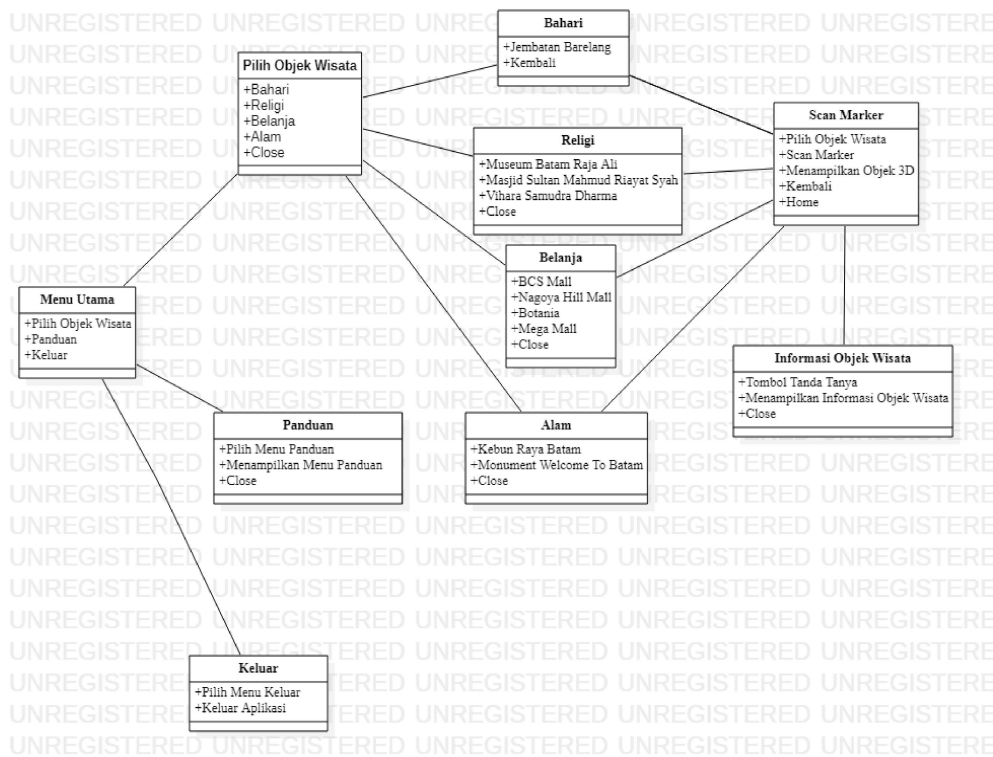 Bahari
+Jembatan Barelang
+Kembali
Pilih Objek Wisata
+Bahari
+Religi
+Belanja
+Alam
+Close
Scan Marker
+Pilih Objek Wisata
+Scan Marker
+Menampilkan Objek 3D
+Kembali
+Home
Religi
+Museum Batam Raja Ali
+Masjid Sultan Mahmud Riayat Syah
+Vihara Samudra Dharma
+Close
Belanja
+BCS Mall
+Nagoya Hill Mall
+Botania
+Mega Mall
+Close
Menu Utama
+Pilih Objek Wisata
+Panduan
+Keluar
Informasi Objek Wisata
+Tombol Tanda Tanya
+Menampilkan Informasi Objek Wisata
+Close
Panduan
+Pilih Menu Panduan
+Menampilkan Menu Panduan
+Close
Alam
+Kebun Raya Batam
+Monument Welcome To Batam
+Close
Keluar
+Pilih Menu Keluar
+Keluar Aplikasi
UNREGISTERED